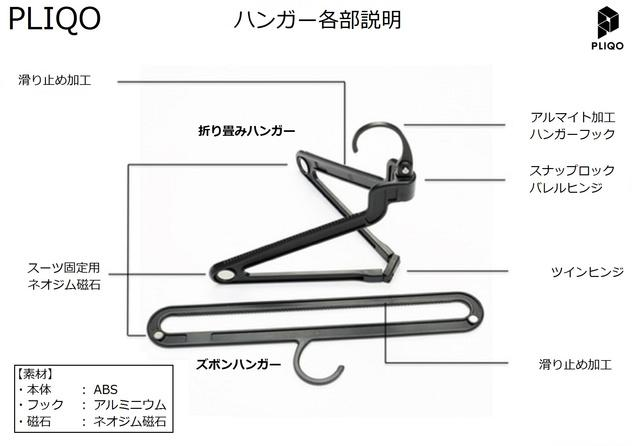 PLIQO
ハンガー各部説明
PLIQO
滑り止め加工
折り畳みハンガー
アルマイト加工
ハンガーフック
スナップロック
バレルヒンジ
スーツ固定用
ネオジム磁石
ツインヒンジ
ズボンハンガー
滑り止め加工
【素材】
・本体 : ABS
・フック : アルミニウム
・磁石 : ネオジム磁石